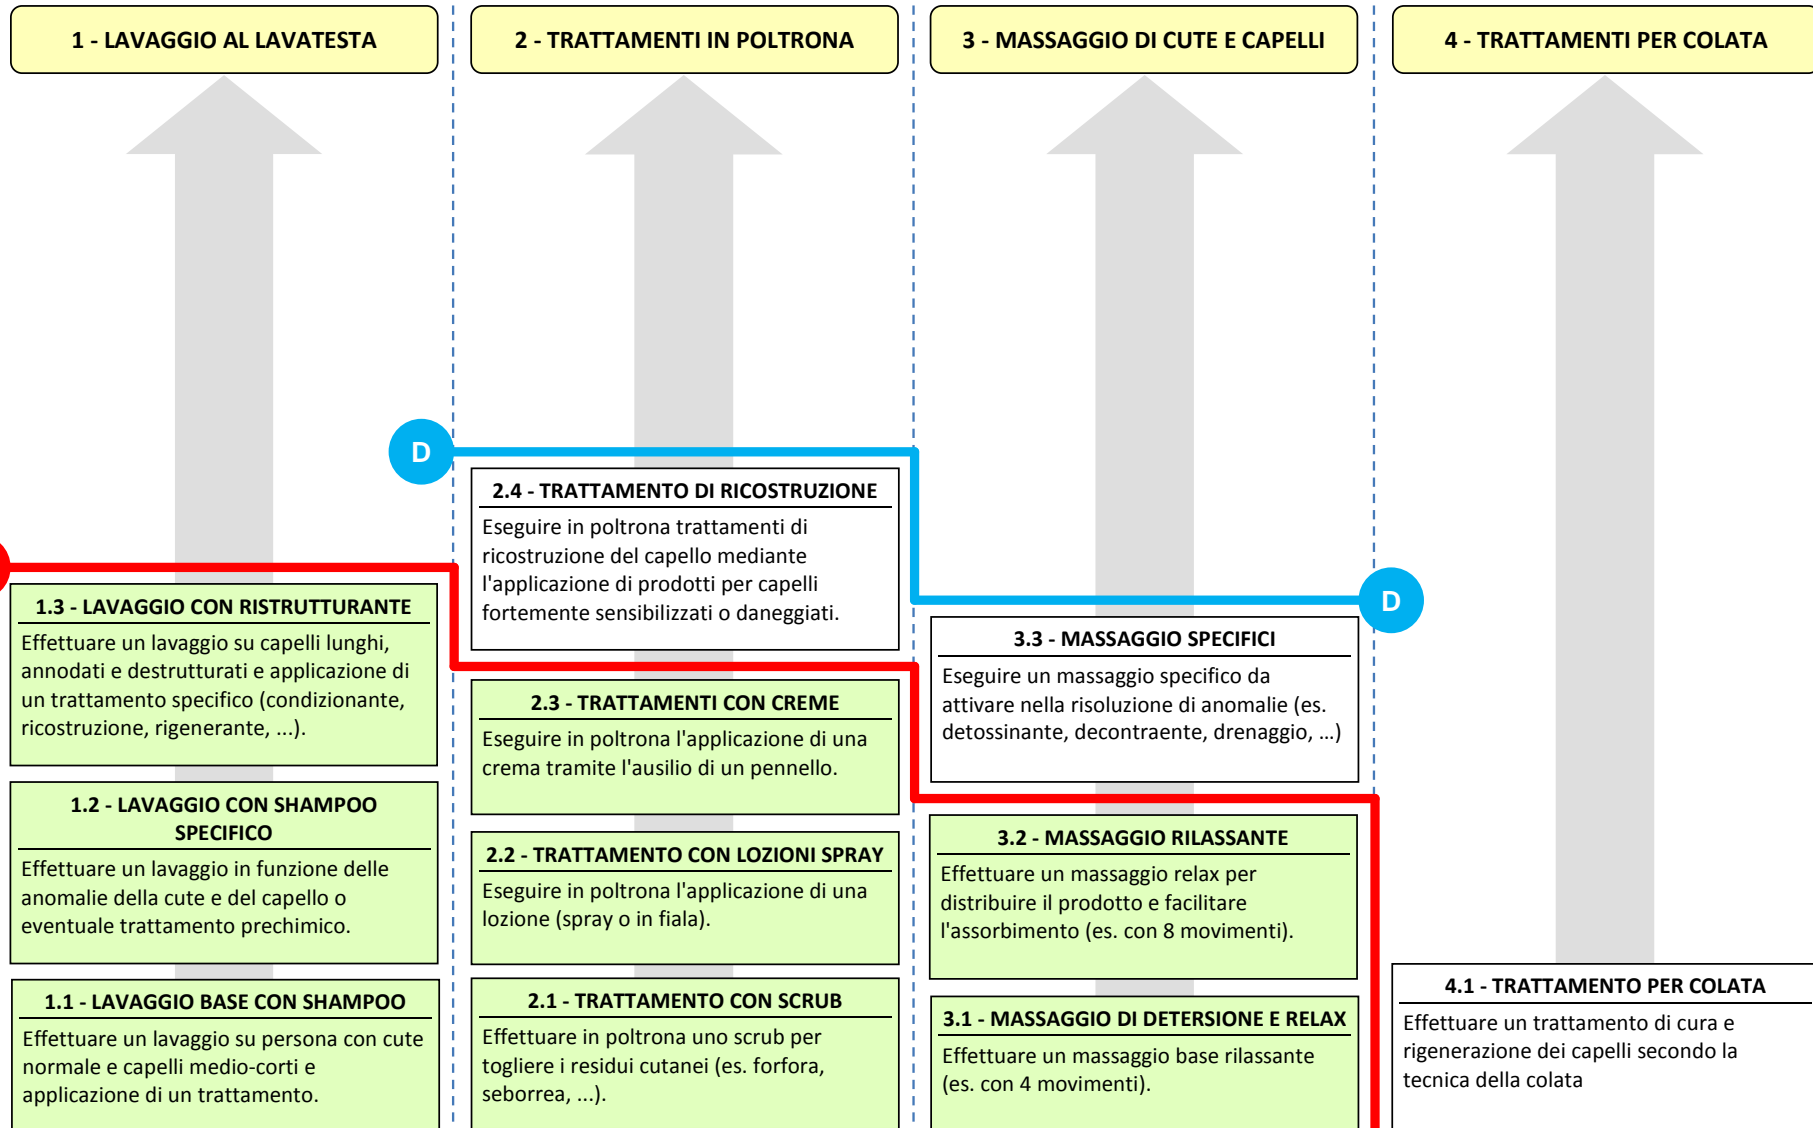 1 - LAVAGGIO AL LAVATESTA
2 - TRATTAMENTI IN POLTRONA
3 - MASSAGGIO DI CUTE E CAPELLI
4 - TRATTAMENTI PER COLATA
D
2.4 - TRATTAMENTO DI RICOSTRUZIONE
Eseguire in poltrona trattamenti di
ricostruzione del capello mediante
l'applicazione di prodotti per capelli
fortemente sensibilizzati o daneggiati.
D
1.3 - LAVAGGIO CON RISTRUTTURANTE
Effettuare un lavaggio su capelli lunghi,
annodati e destrutturati e applicazione di
un trattamento specifico (condizionante,
ricostruzione, rigenerante, ...).
3.3 - MASSAGGIO SPECIFICI
Eseguire un massaggio specifico da
attivare nella risoluzione di anomalie (es.
detossinante, decontraente, drenaggio, ...)
2.3 - TRATTAMENTI CON CREME
Eseguire in poltrona l'applicazione di una
crema tramite l'ausilio di un pennello.
1.2 - LAVAGGIO CON SHAMPOO
SPECIFICO
Effettuare un lavaggio in funzione delle
anomalie della cute e del capello o
eventuale trattamento prechimico.
2.2 - TRATTAMENTO CON LOZIONI SPRAY
Eseguire in poltrona l'applicazione di una
lozione (spray o in fiala).
3.2 - MASSAGGIO RILASSANTE
Effettuare un massaggio relax per
distribuire il prodotto e facilitare
l'assorbimento (es. con 8 movimenti).
1.1 - LAVAGGIO BASE CON SHAMPOO
Effettuare un lavaggio su persona con cute
normale e capelli medio-corti e
applicazione di un trattamento.
2.1 - TRATTAMENTO CON SCRUB
Effettuare in poltrona uno scrub per
togliere i residui cutanei (es. forfora,
seborrea, ...).
3.1 - MASSAGGIO DI DETERSIONE E RELAX
Effettuare un massaggio base rilassante
(es. con 4 movimenti).
4.1 - TRATTAMENTO PER COLATA
Effettuare un trattamento di cura e
rigenerazione dei capelli secondo la
tecnica della colata